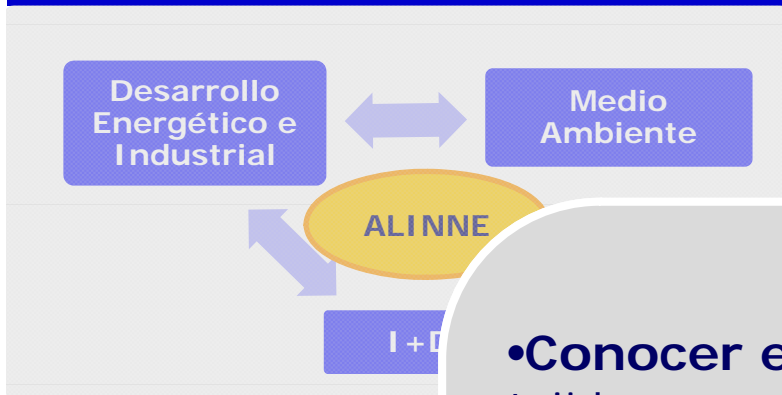 Desarrollo
Energético e
Industrial
Medio
Ambiente
ALINNE
•Conocer